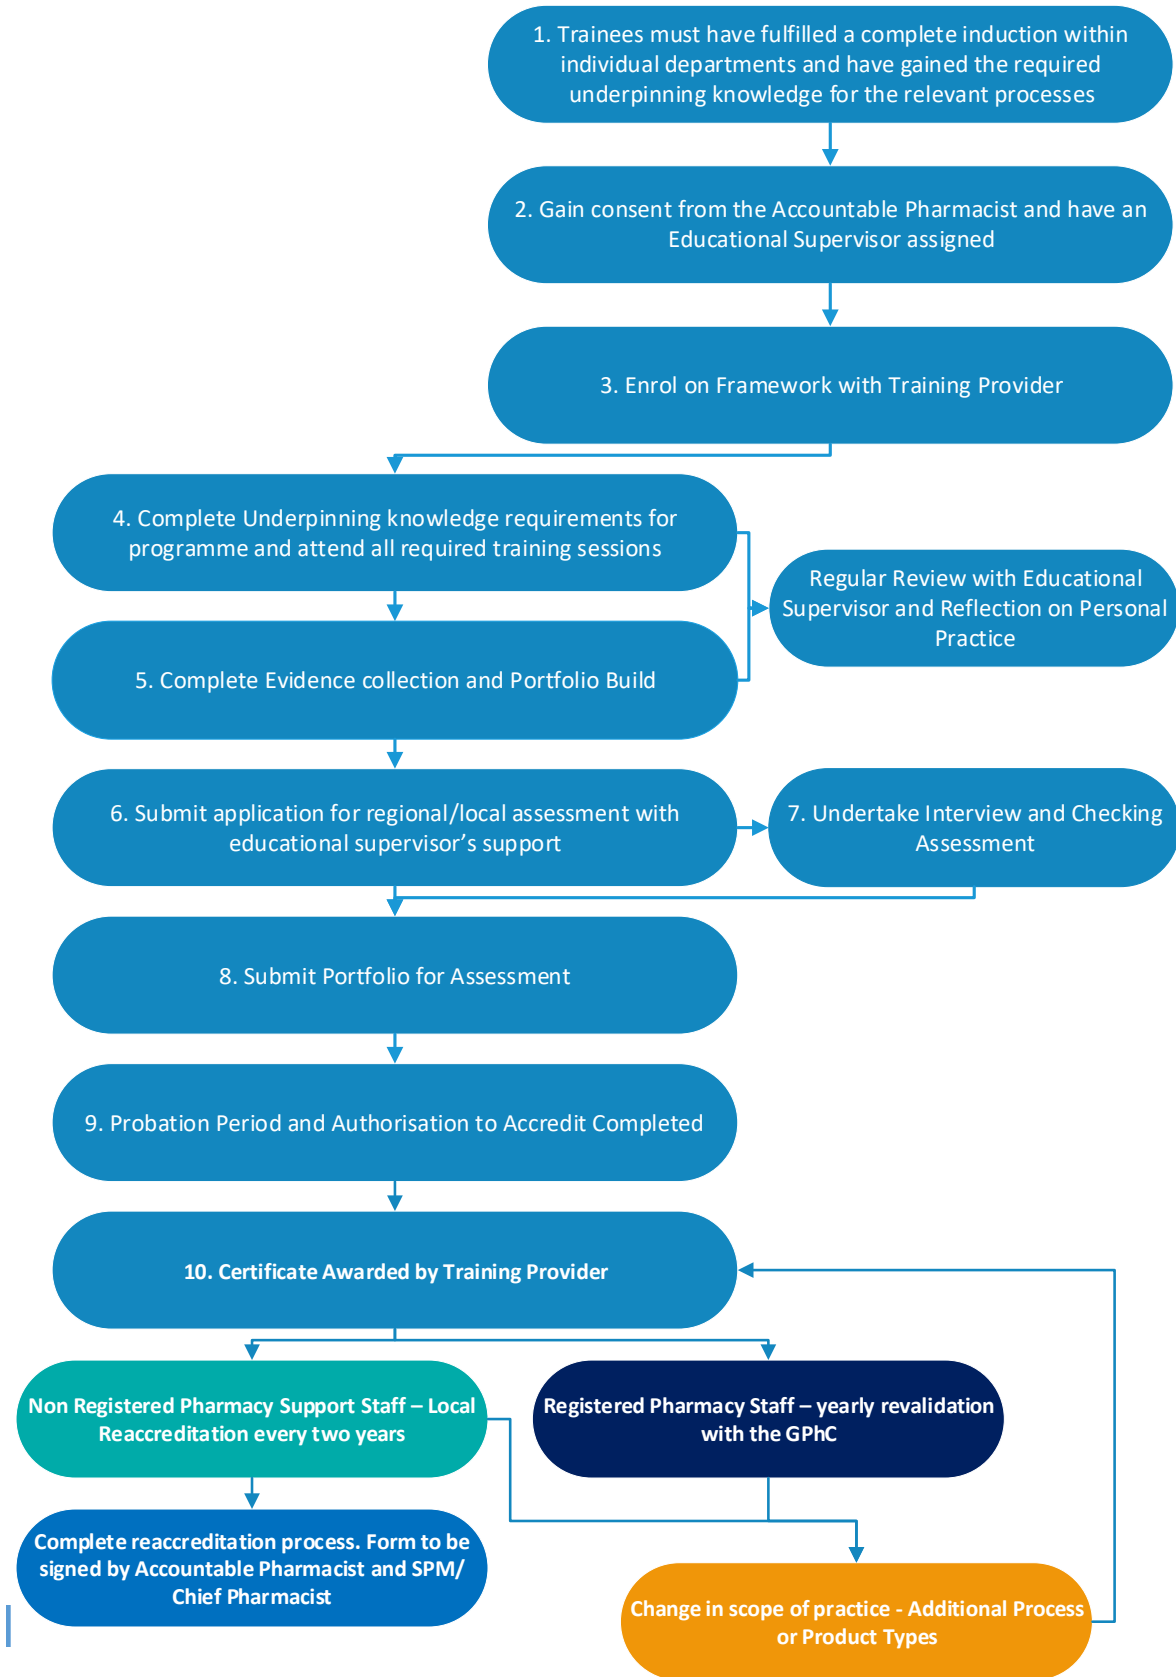 1. Trainees must have fulfilled a complete induction within
individual departments and have gained the required
underpinning knowledge for the relevant processes
2. Gain consent from the Accountable Pharmacist and have an
Educational Supervisor assigned
3. Enrol on Framework with Training Provider
4. Complete Underpinning knowledge requirements for
programme and attend all required training sessions
Regular Review with Educational
Supervisor and Reflection on Personal
Practice
5. Complete Evidence collection and Portfolio Build
6. Submit application for regional/local assessment with
educational supervisor’s support
7. Undertake Interview and Checking
Assessment
8. Submit Portfolio for Assessment
9. Probation Period and Authorisation to Accredit Completed
10. Certificate Awarded by Training Provider
Non Registered Pharmacy Support Staff – Local
Reaccreditation every two years
Registered Pharmacy Staff – yearly revalidation
with the GPhC
Complete reaccreditation process. Form to be
signed by Accountable Pharmacist and SPM/
Chief Pharmacist
Change in scope of practice - Additional Process
or Product Types